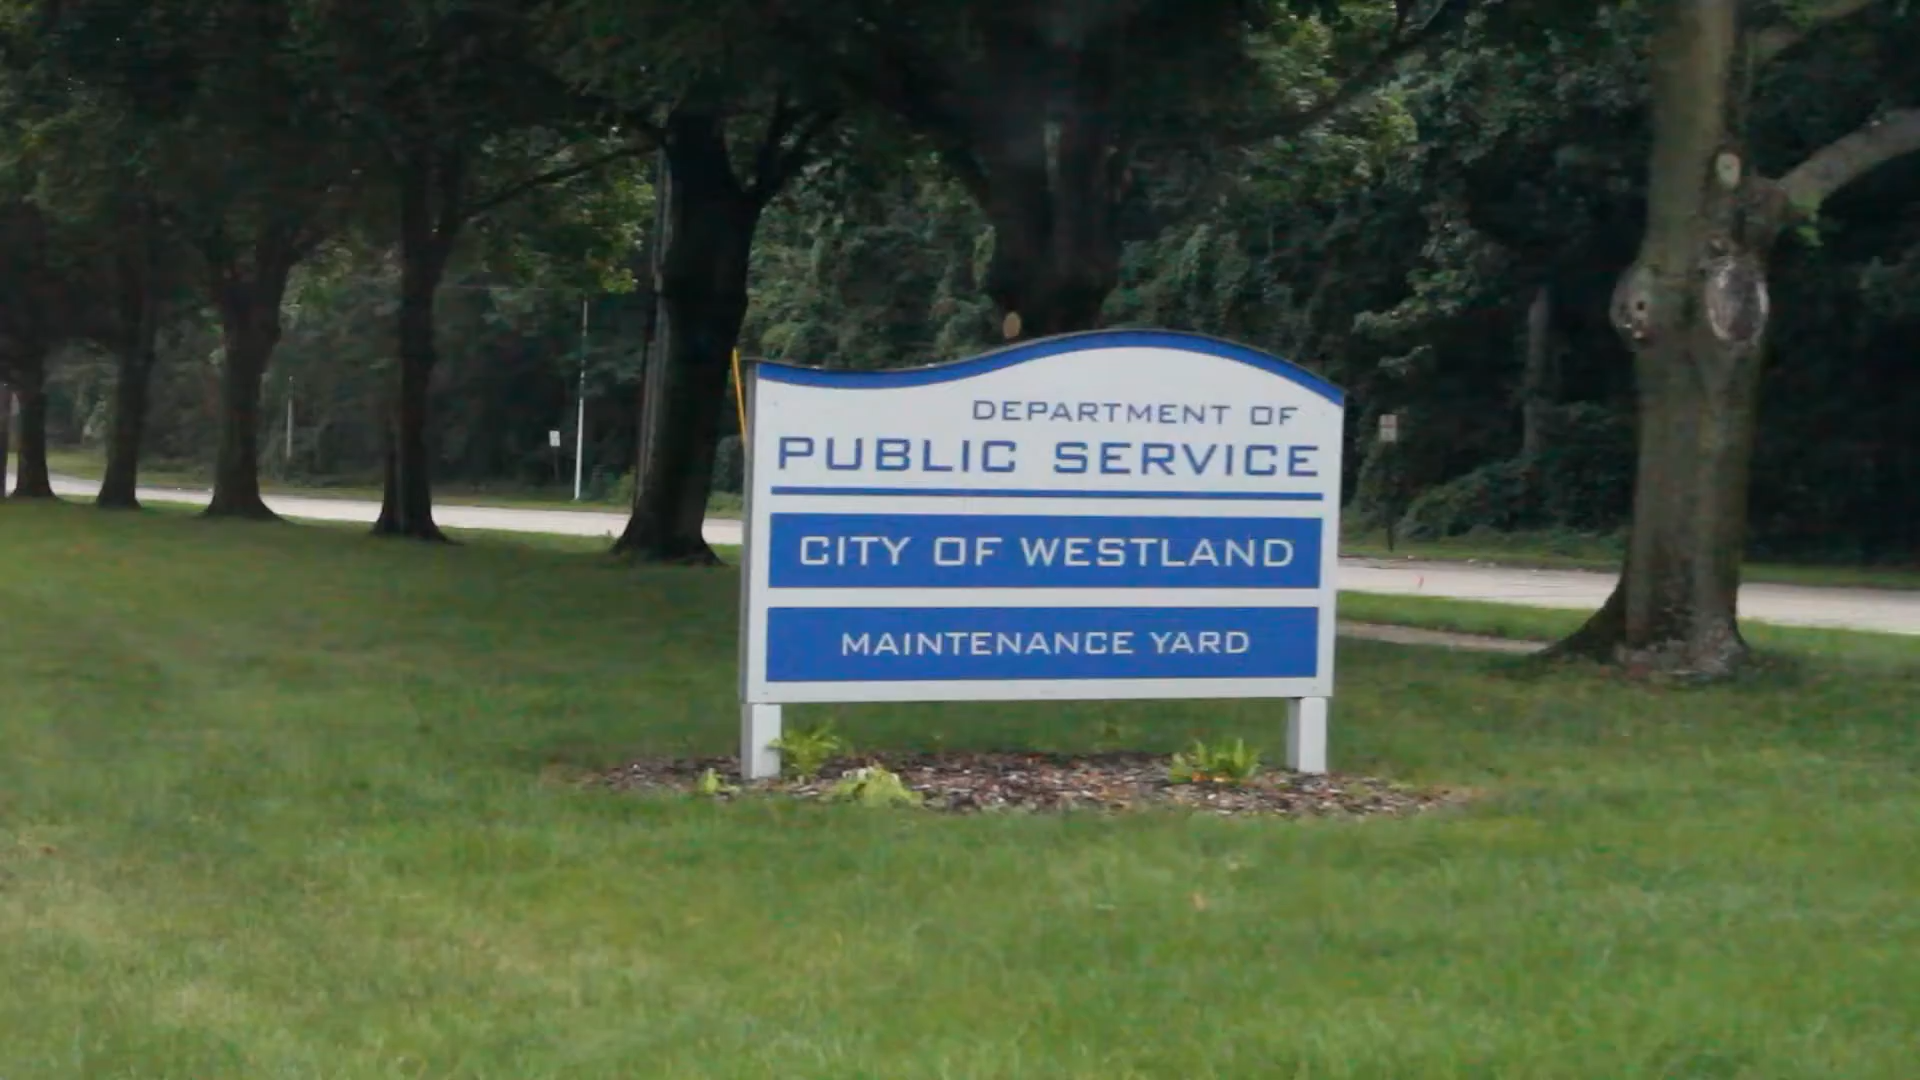 DEPARTMENT OF
PUBLIC SERVICE
CITY OF WESTLAND
MAINTENANCE YARD